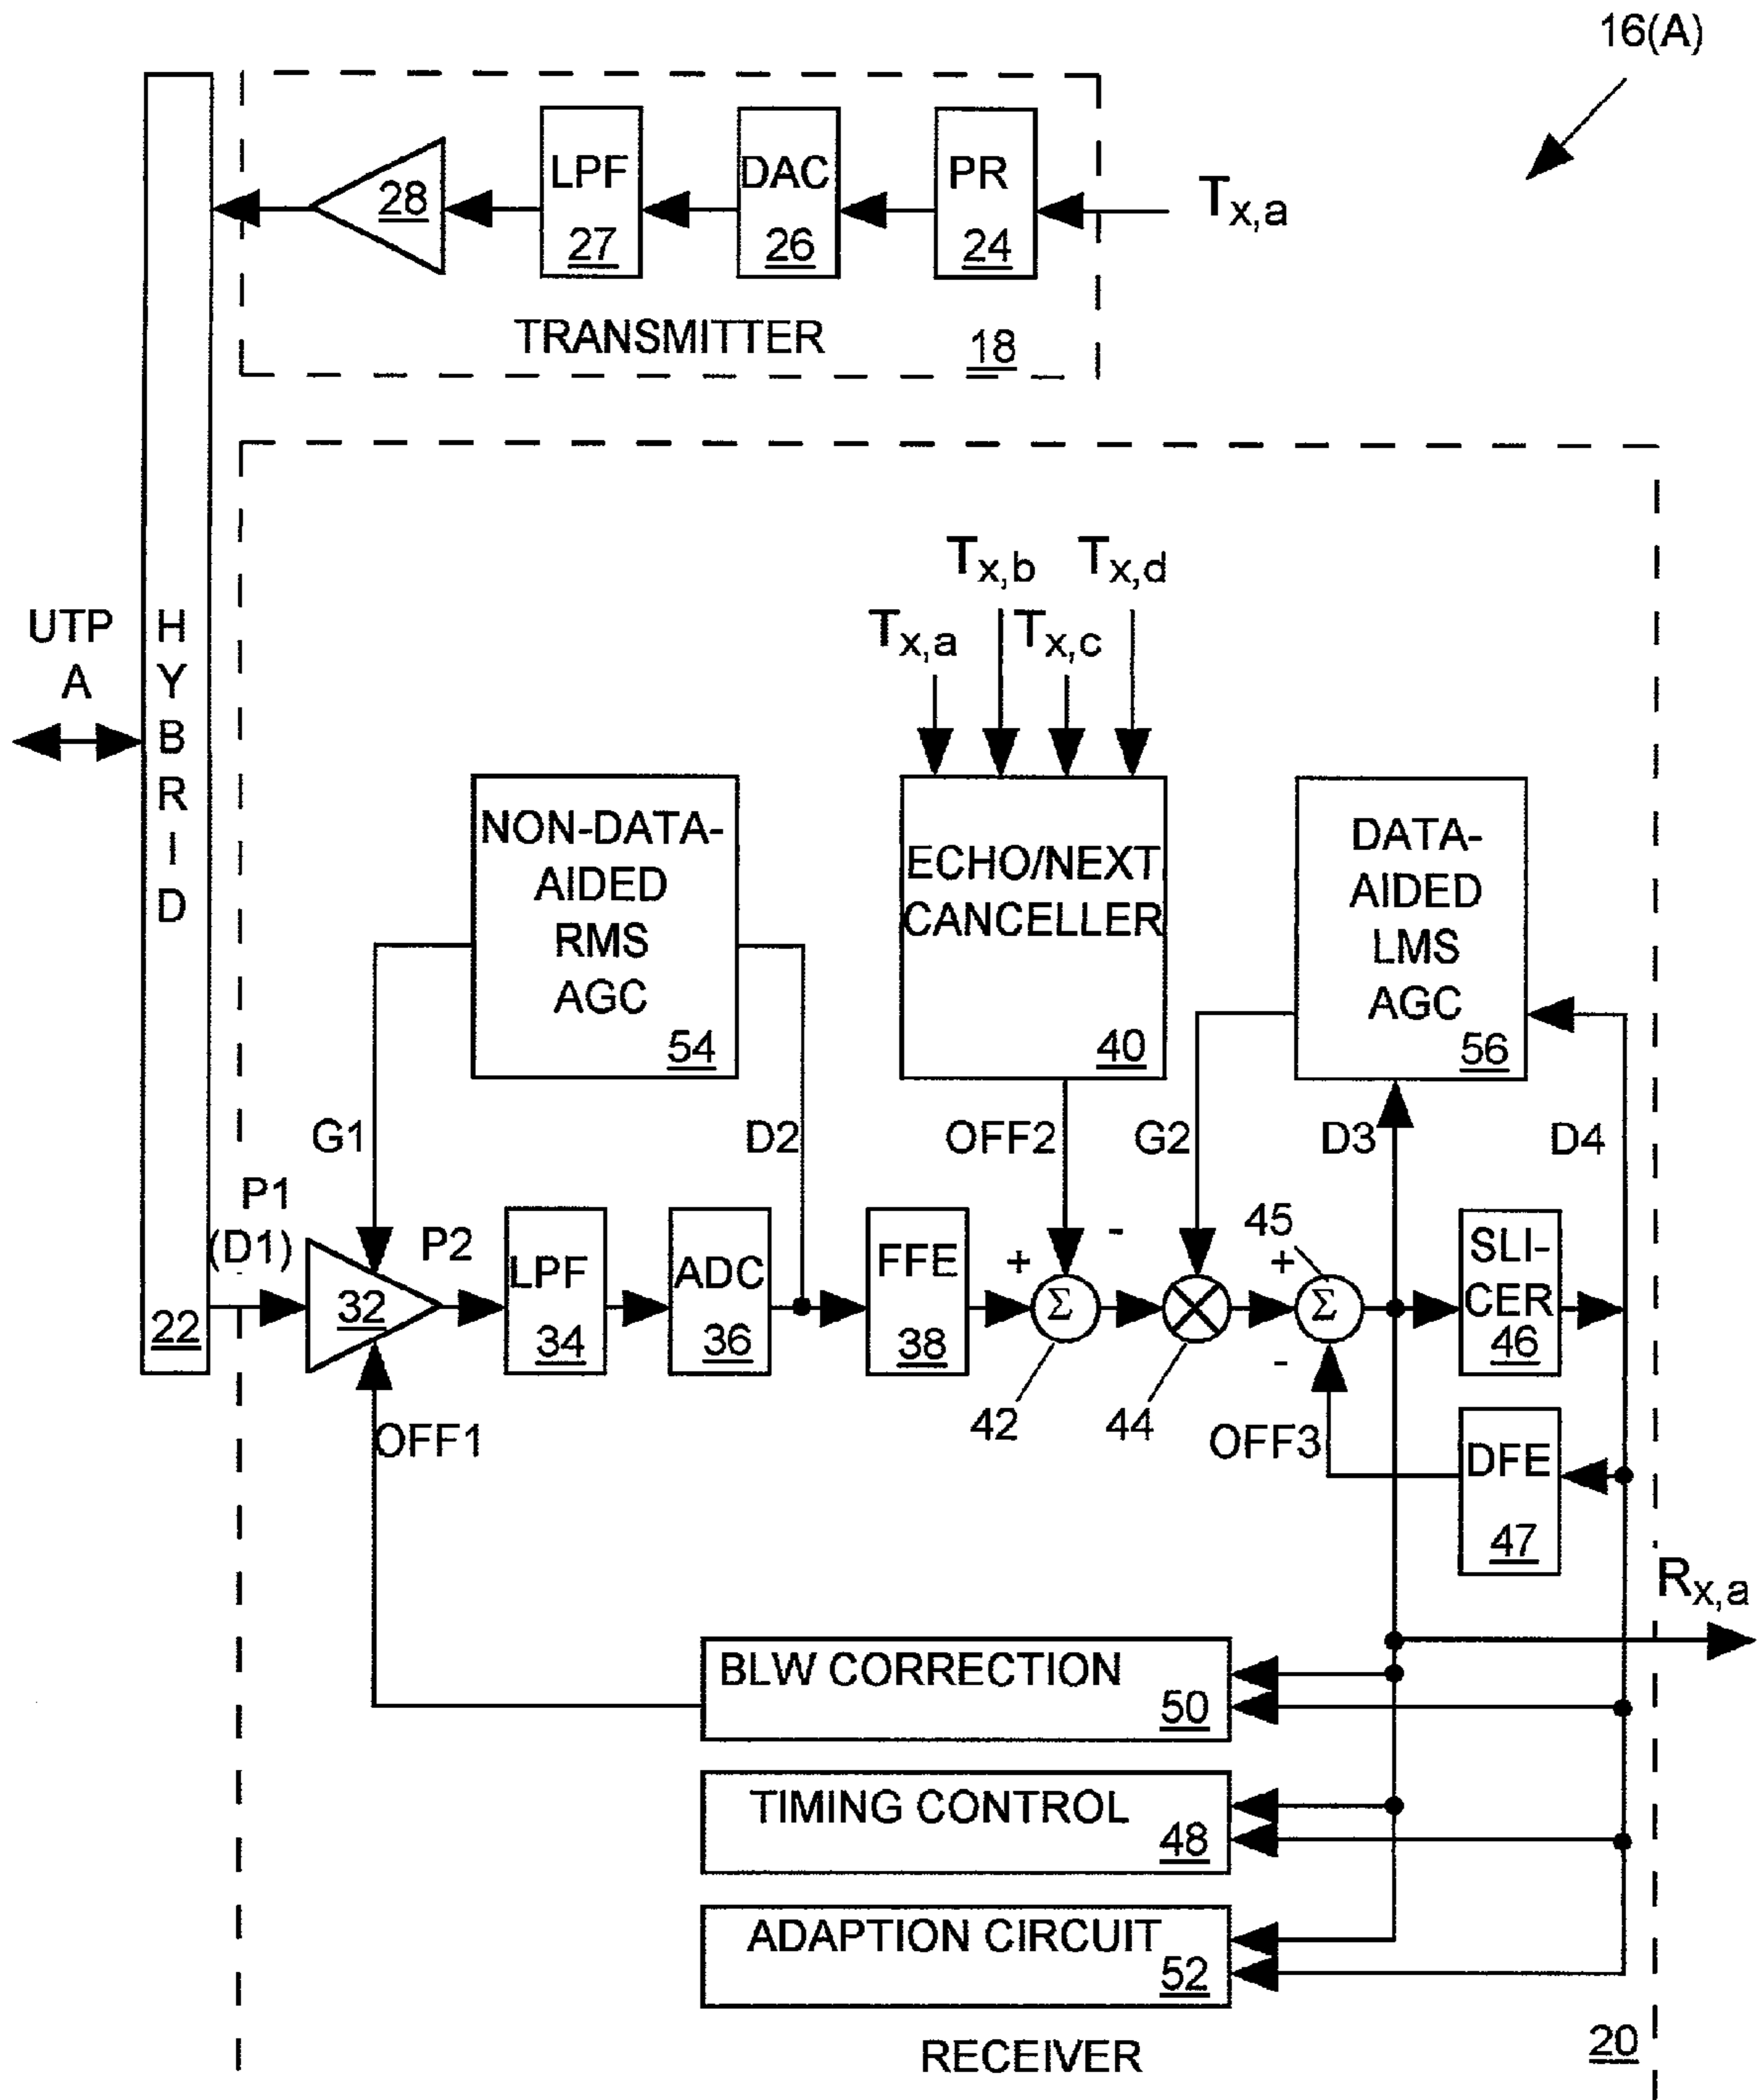 16(A)
28
LPF
27
DAC
26
PR
24
Tx,a
TRANSMITTER
18
UTP
A
H
Y
B
R
I
D
22
Tx,b
Tx,d
Tx,a
Tx,c
NON-DATA-
AIDED
RMS
AGC
54
ECHO/NEXT
CANCELLER
40
DATA-
AIDED
LMS
AGC
56
G1
D2
OFF2
G2
D3
D4
P1
(D1)
32
P2
LPF
34
ADC
36
FFE
38
+
-
Σ
42
44
45
+
-
Σ
SLI-
CER
46
OFF1
OFF3
DFE
47
Rx,a
BLW CORRECTION
50
TIMING CONTROL
48
ADAPTION CIRCUIT
52
RECEIVER
20